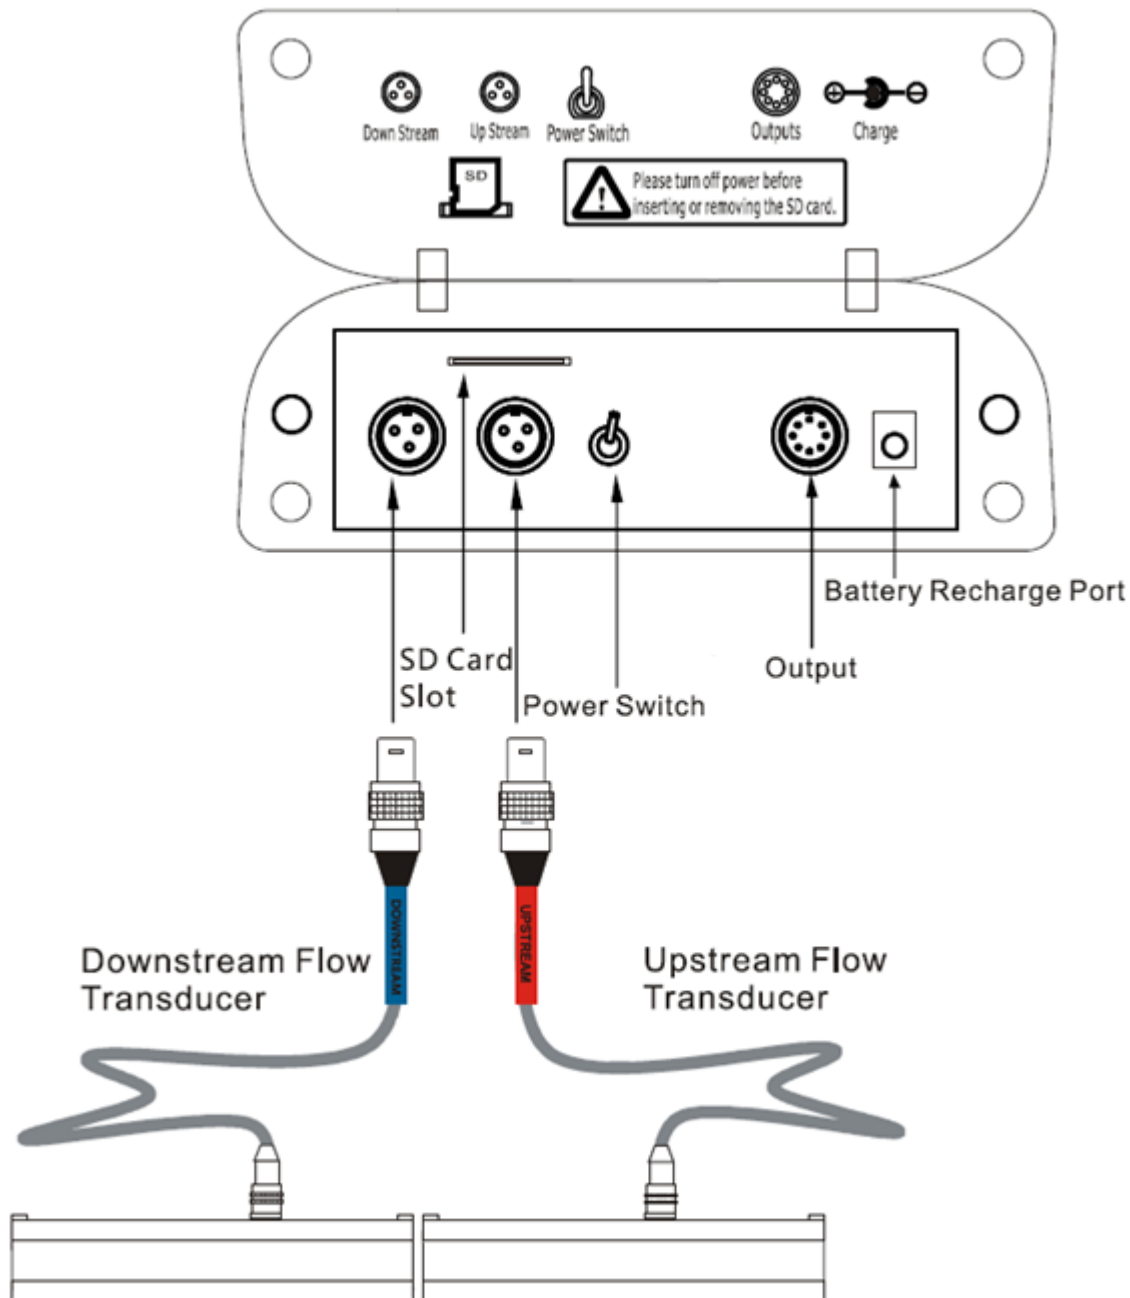 Down Stream
Up Stream
Power Switch
Outputs
Charge
SD
!
Please turn off power before
inserting or removing the SD card.
Battery Recharge Port
SD Card
Slot
Output
Power Switch
DOWNSTREAM
UPSTREAM
Downstream Flow
Transducer
Upstream Flow
Transducer